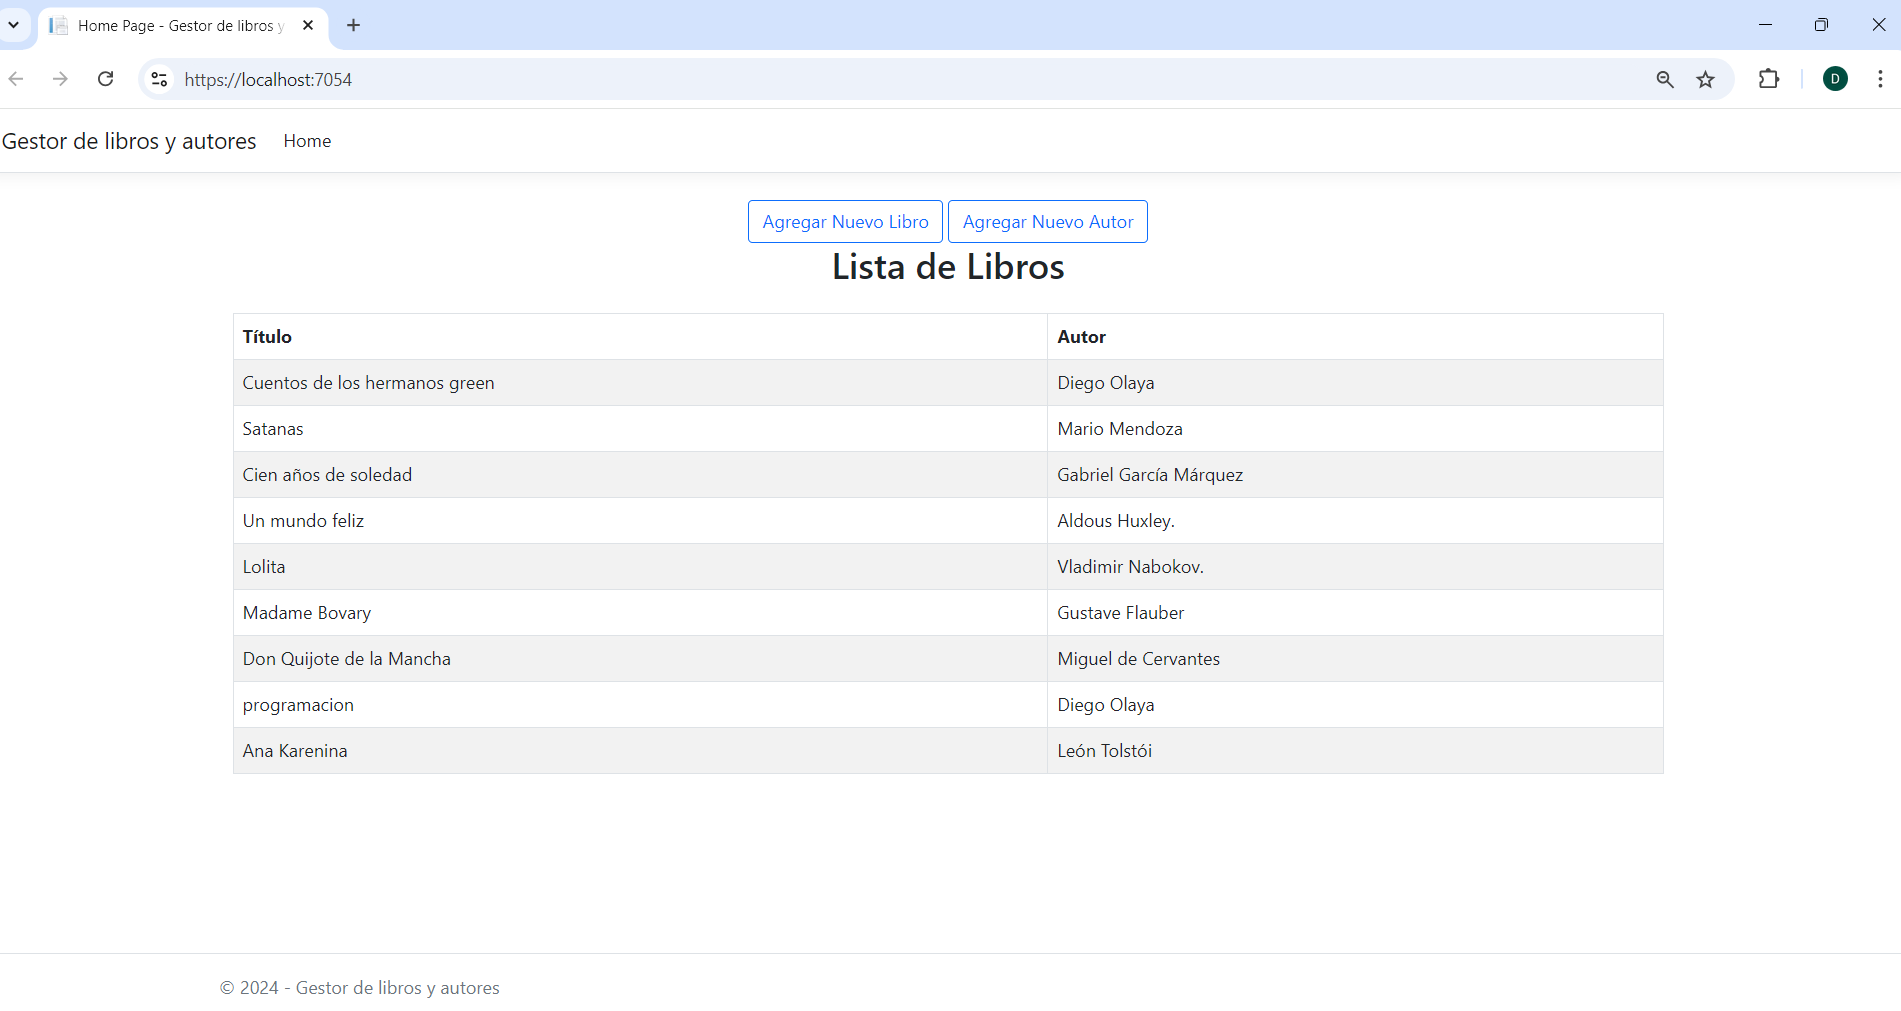 Home Page - Gestor de libros y
https://localhost:7054
D
Gestor de libros y autores Home
Agregar Nuevo Libro Agregar Nuevo Autor
Lista de Libros
Título Autor
Cuentos de los hermanos green Diego Olaya
Satanas Mario Mendoza
Cien años de soledad Gabriel García Márquez
Un mundo feliz Aldous Huxley.
Lolita Vladimir Nabokov.
Madame Bovary Gustave Flauber
Don Quijote de la Mancha Miguel de Cervantes
programacion Diego Olaya
Ana Karenina León Tolstói
© 2024 - Gestor de libros y autores